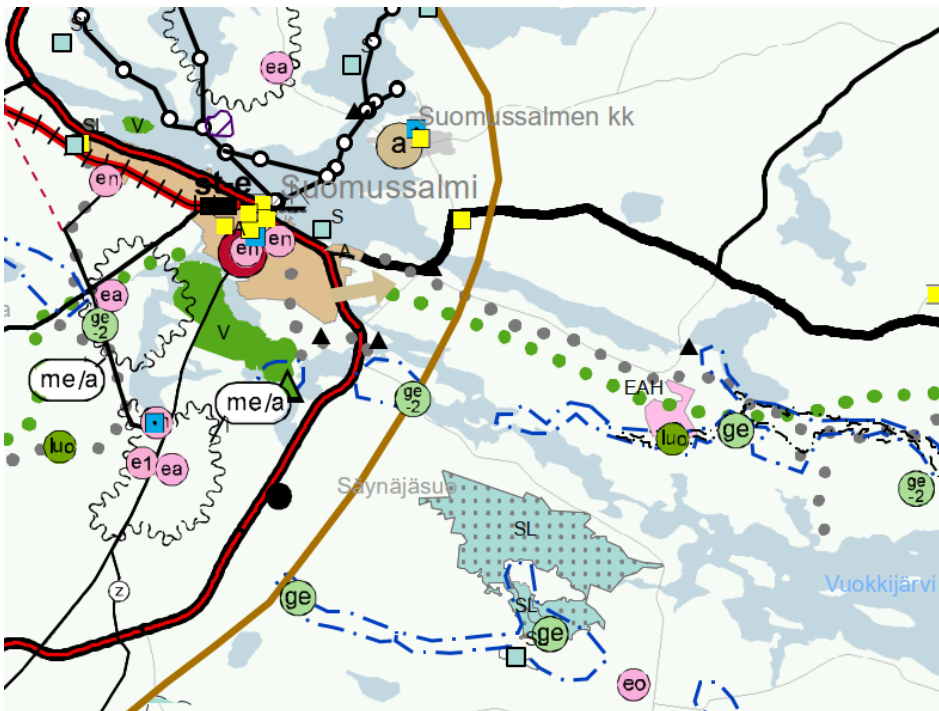 SL
ea
Suomussalmen kk
a
V
SL
en
st-e
Suomussalmi
S
A
en
en
A
ea
ge
-2
V
me/a
me/a
ge
-2
EAH
luo
ge
luo
e1
ea
ge
-2
Säynäjäsuo
SL
z
Vuokkijärvi
ge
SL
ge
eo